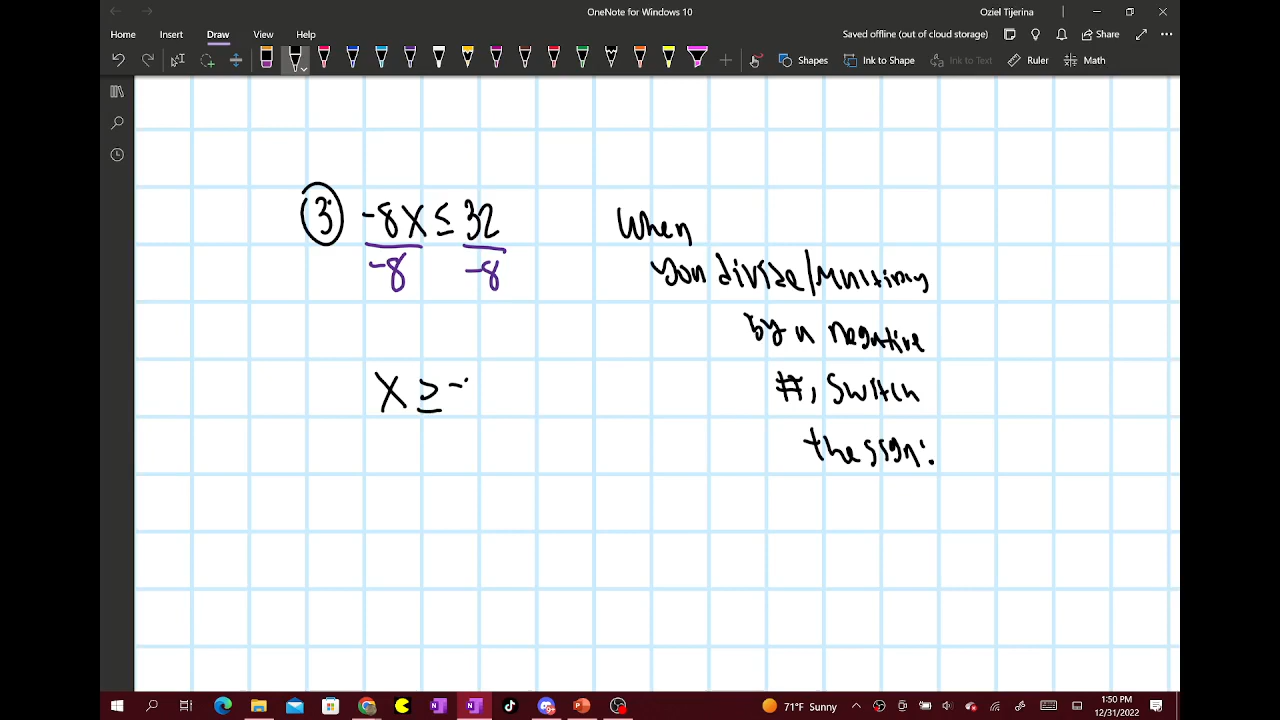 OneNote for Windows 10
Oziel Tijerina
Home Insert Draw View Help
Saved offline (out of cloud storage)
Share
Shapes
Ink to Shape
Ink to Text
Ruler
Math
3 -8x ≤ 32
-8 -8
x ≥ -
When
you divide/multiply
by a negative
#, switch
the sign.
71°F Sunny
1:50 PM
12/31/2022